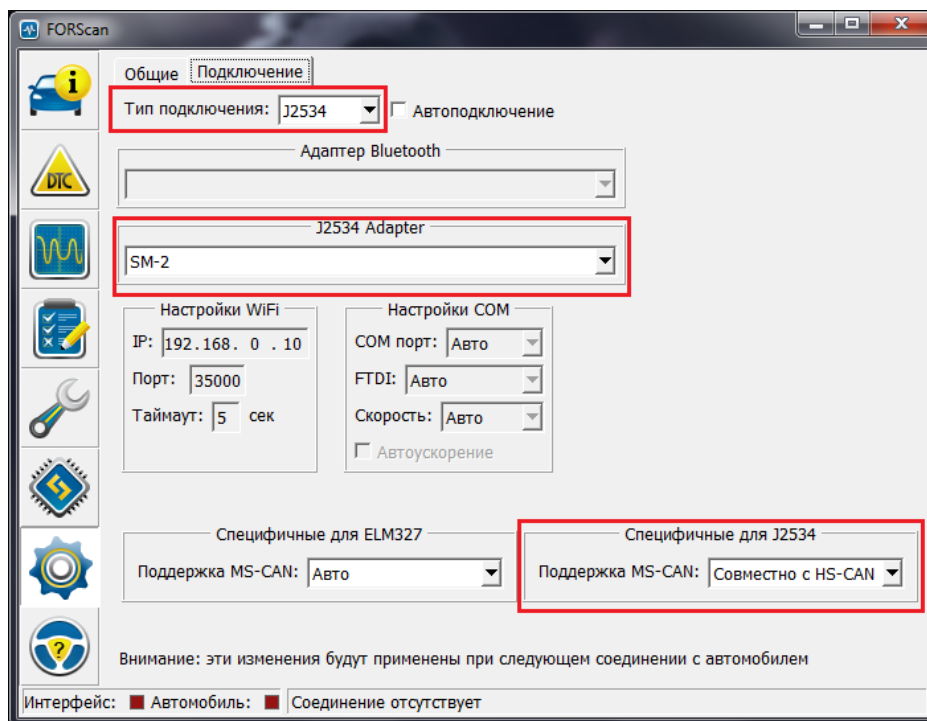 FORScan
Общие Подключение
Тип подключения: J2534 Автоподключение
Адаптер Bluetooth
DTC
J2534 Adapter
SM-2
Настройки WiFi
IP: 192.168. 0 .10
Порт: 35000
Таймаут: 5 сек
Настройки COM
COM порт: Авто
FTDI: Авто
Скорость: Авто
Автоускорение
Специфичные для ELM327
Поддержка MS-CAN: Авто
Специфичные для J2534
Поддержка MS-CAN: Совместно с HS-CAN
Внимание: эти изменения будут применены при следующем соединении с автомобилем
Интерфейс: Автомобиль: Соединение отсутствует